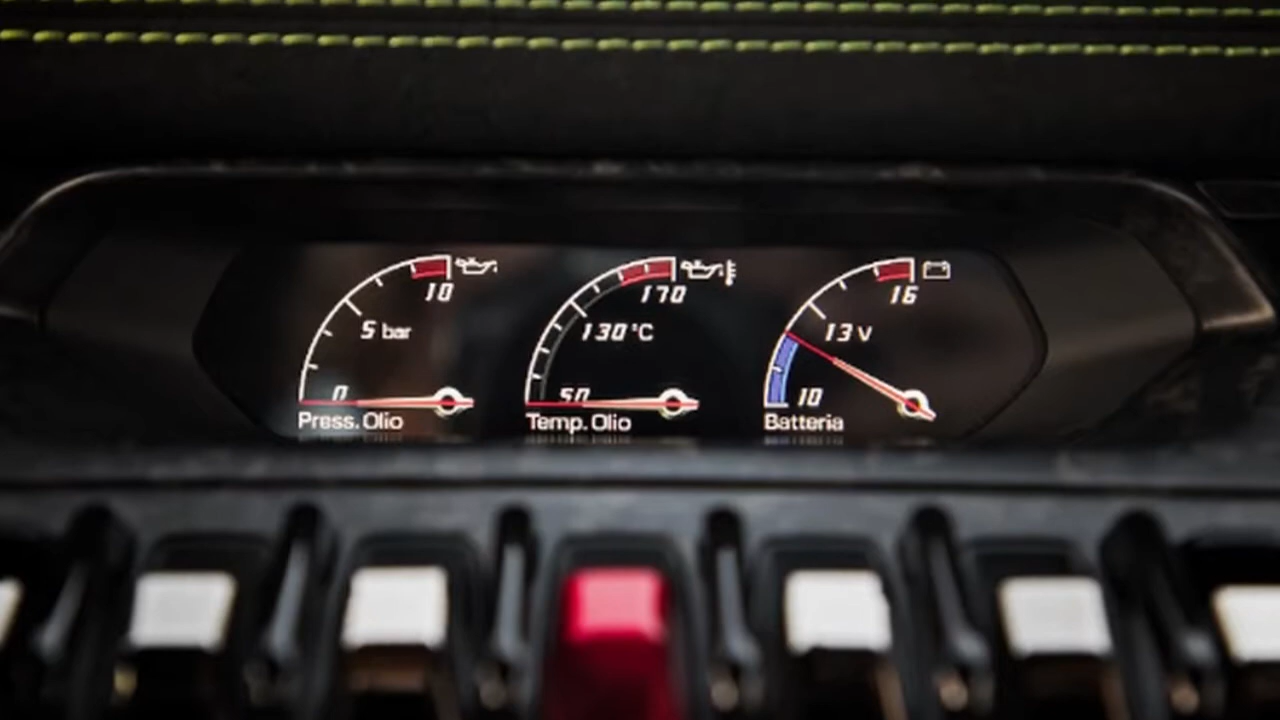 10
5 bar
0
Press. Olio
170
130°C
50
Temp. Olio
16
13 V
10
Batteria